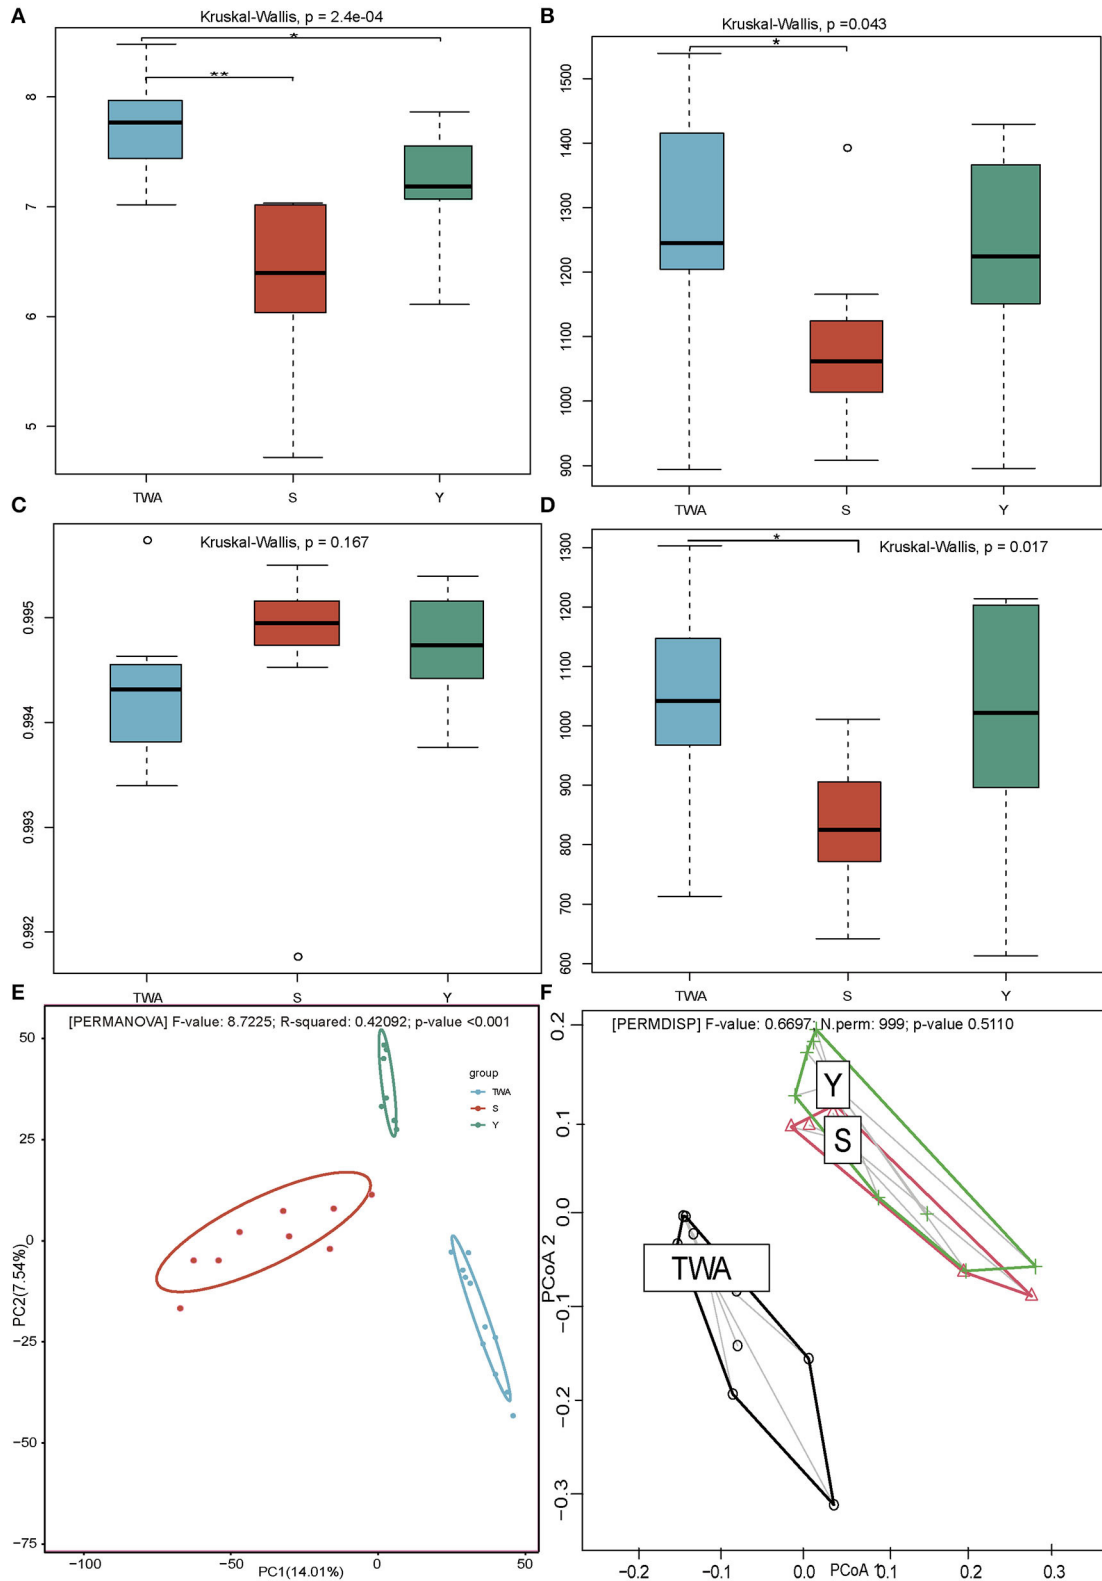 A
Kruskal-Wallis, p = 2.4e-04
*
**
8
7
6
5
TWA S Y
B
Kruskal-Wallis, p =0.043
*
1500
1400
1300
1200
1100
1000
900
TWA S Y
C
Kruskal-Wallis, p = 0.167
0.995
0.994
0.993
0.992
TWA S Y
D
*
Kruskal-Wallis, p = 0.017
1300
1200
1100
1000
900
800
700
600
TWA S Y
E
[PERMANOVA] F-value: 8.7225; R-squared: 0.42092; p-value <0.001
group
TWA
S
Y
50
25
0
−25
−50
−75
PC2(7.54%)
−100 −50 0 50
PC1(14.01%)
F
[PERMDISP] F-value: 0.6697; N.perm: 999; p-value 0.5110
Y
S
TWA
0.2
0.1
0.0
−0.1
−0.2
−0.3
PCoA 2
−0.2 −0.1 0.0 0.1 0.2 0.3
PCoA 1